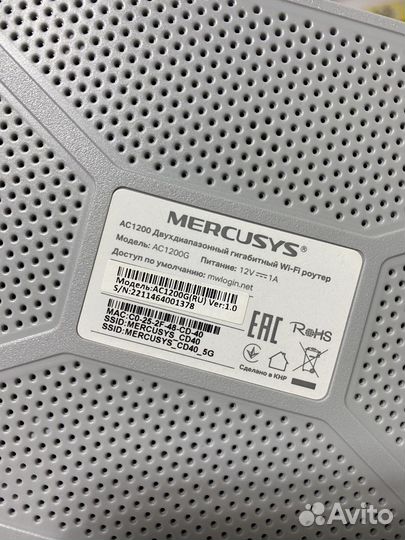 MERCUSYS®
AC1200 Двухдиапазонный гигабитный Wi-Fi роутер
Модель: AC1200G Питание: 12V⎓1A
Доступ по умолчанию: mwlogin.net
Модель:AC1200G(RU) Ver:1.0
S/N:2211464001378
MAC:C0-25-2F-48-CD-40
SSID:MERCUSYS_CD40
SSID:MERCUSYS_CD40_5G
EAC
RoHS
Сделано в КНР
Avito